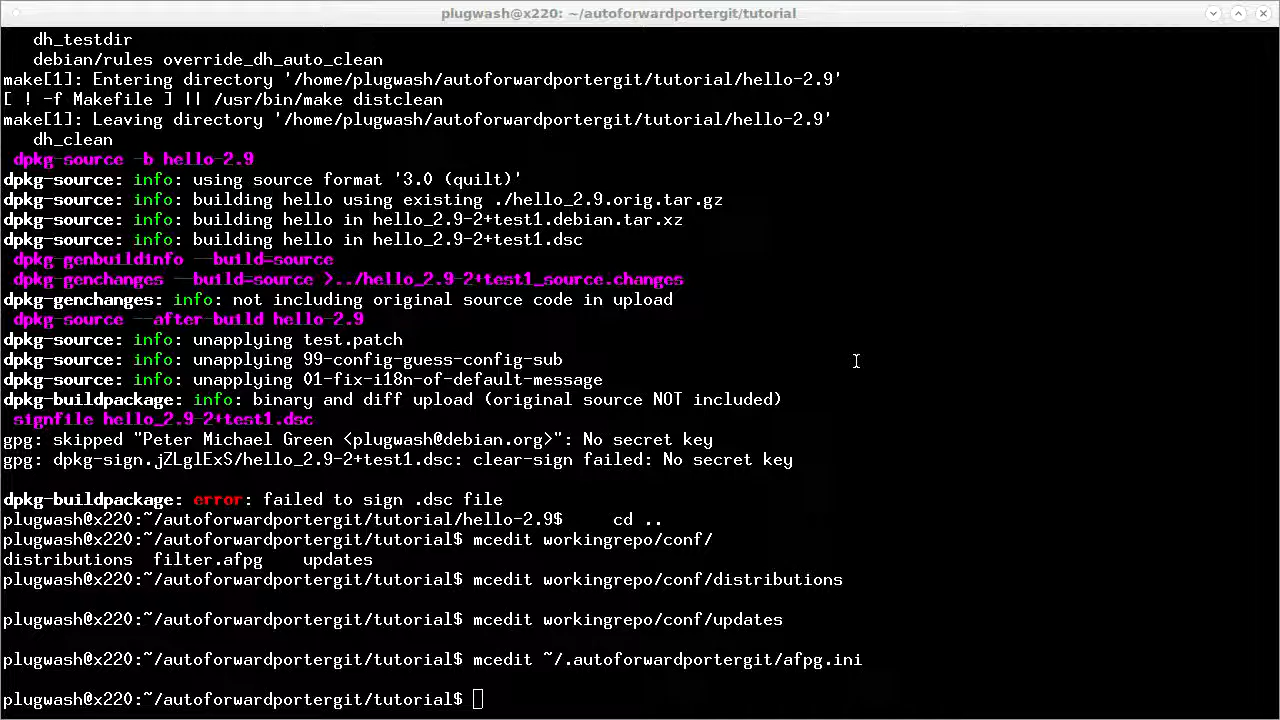 plugwash@x220: ~/autoforwardportergit/tutorial
dh_testdir
debian/rules override_dh_auto_clean
make[1]: Entering directory '/home/plugwash/autoforwardportergit/tutorial/hello-2.9'
[ ! -f Makefile ] || /usr/bin/make distclean
make[1]: Leaving directory '/home/plugwash/autoforwardportergit/tutorial/hello-2.9'
dh_clean
dpkg-source -b hello-2.9
dpkg-source: info: using source format '3.0 (quilt)'
dpkg-source: info: building hello using existing ./hello_2.9.orig.tar.gz
dpkg-source: info: building hello in hello_2.9-2+test1.debian.tar.xz
dpkg-source: info: building hello in hello_2.9-2+test1.dsc
dpkg-genbuildinfo --build=source
dpkg-genchanges --build=source >../hello_2.9-2+test1_source.changes
dpkg-genchanges: info: not including original source code in upload
dpkg-source --after-build hello-2.9
dpkg-source: info: unapplying test.patch
dpkg-source: info: unapplying 99-config-guess-config-sub
dpkg-source: info: unapplying 01-fix-i18n-of-default-message
dpkg-buildpackage: info: binary and diff upload (original source NOT included)
signfile hello_2.9-2+test1.dsc
gpg: skipped "Peter Michael Green <plugwash@debian.org>": No secret key
gpg: dpkg-sign.jZLglExS/hello_2.9-2+test1.dsc: clear-sign failed: No secret key
dpkg-buildpackage: error: failed to sign .dsc file
plugwash@x220:~/autoforwardportergit/tutorial/hello-2.9$     cd ..
plugwash@x220:~/autoforwardportergit/tutorial$ mcedit workingrepo/conf/
distributions  filter.afpg    updates
plugwash@x220:~/autoforwardportergit/tutorial$ mcedit workingrepo/conf/distributions
plugwash@x220:~/autoforwardportergit/tutorial$ mcedit workingrepo/conf/updates
plugwash@x220:~/autoforwardportergit/tutorial$ mcedit ~/.autoforwardportergit/afpg.ini
plugwash@x220:~/autoforwardportergit/tutorial$